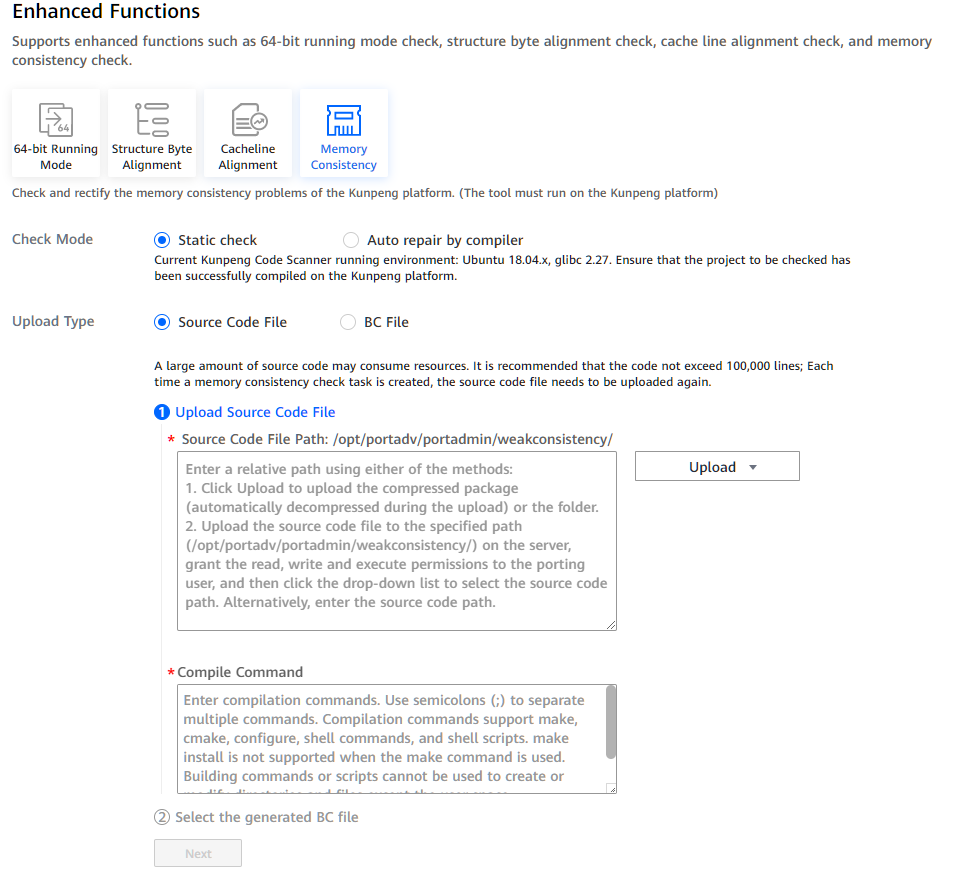 Enhanced Functions
Supports enhanced functions such as 64-bit running mode check, structure byte alignment check, cache line alignment check, and memory
consistency check.
64
64-bit Running
Mode
Structure Byte
Alignment
Cacheline
Alignment
Memory
Consistency
Check and rectify the memory consistency problems of the Kunpeng platform. (The tool must run on the Kunpeng platform)
Check Mode
Static check
Auto repair by compiler
Current Kunpeng Code Scanner running environment: Ubuntu 18.04.x, glibc 2.27. Ensure that the project to be checked has
been successfully compiled on the Kunpeng platform.
Upload Type
Source Code File
BC File
A large amount of source code may consume resources. It is recommended that the code not exceed 100,000 lines; Each
time a memory consistency check task is created, the source code file needs to be uploaded again.
1 Upload Source Code File
* Source Code File Path: /opt/portadv/portadmin/weakconsistency/
Enter a relative path using either of the methods:
1. Click Upload to upload the compressed package
(automatically decompressed during the upload) or the folder.
2. Upload the source code file to the specified path
(/opt/portadv/portadmin/weakconsistency/) on the server,
grant the read, write and execute permissions to the porting
user, and then click the drop-down list to select the source code
path. Alternatively, enter the source code path.
Upload
* Compile Command
Enter compilation commands. Use semicolons (;) to separate
multiple commands. Compilation commands support make,
cmake, configure, shell commands, and shell scripts. make
install is not supported when the make command is used.
Building commands or scripts cannot be used to create or
2 Select the generated BC file
Next